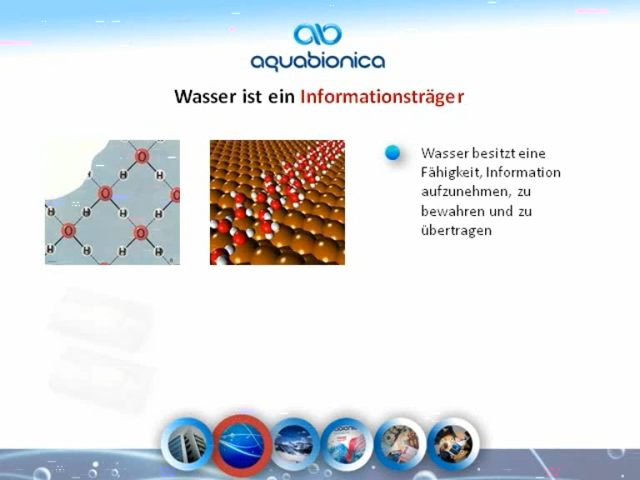 aquabionica
Wasser ist ein Informationsträger
Wasser besitzt eine
Fähigkeit, Information
aufzunehmen, zu
bewahren und zu
übertragen
O
H H
O O
H H H
O O
H H H